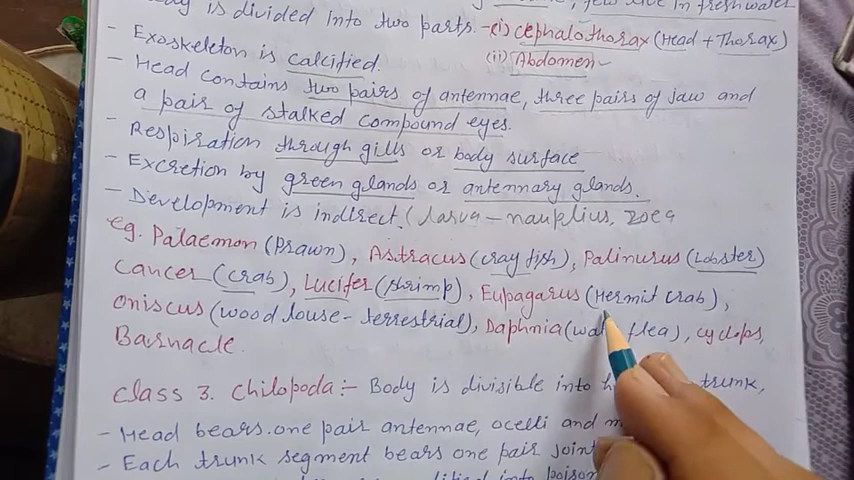 is divided into two parts - (i) cephalothorax (Head + Thorax)
(ii) Abdomen
- Exoskeleton is calcified.
- Head contains two pairs of antennae, three pairs of jaw and
a pair of stalked compound eyes.
- Respiration through gills or body surface
- Excretion by green glands or antennary glands.
- Development is indirect. (larva - nauplius, zoea
eg. Palaemon (Prawn), Astracus (cray fish), Palinurus (Lobster)
Cancer (crab), Lucifer (shrimp), Eupagarus (Hermit crab),
Oniscus (wood louse - terrestrial), Daphnia ( flea), cyclops,
Barnacle.
Class 3. Chilopoda :- Body is divisible into trunk,
- Head bears one pair antennae, ocelli and
- Each trunk segment bears one pair
into poison